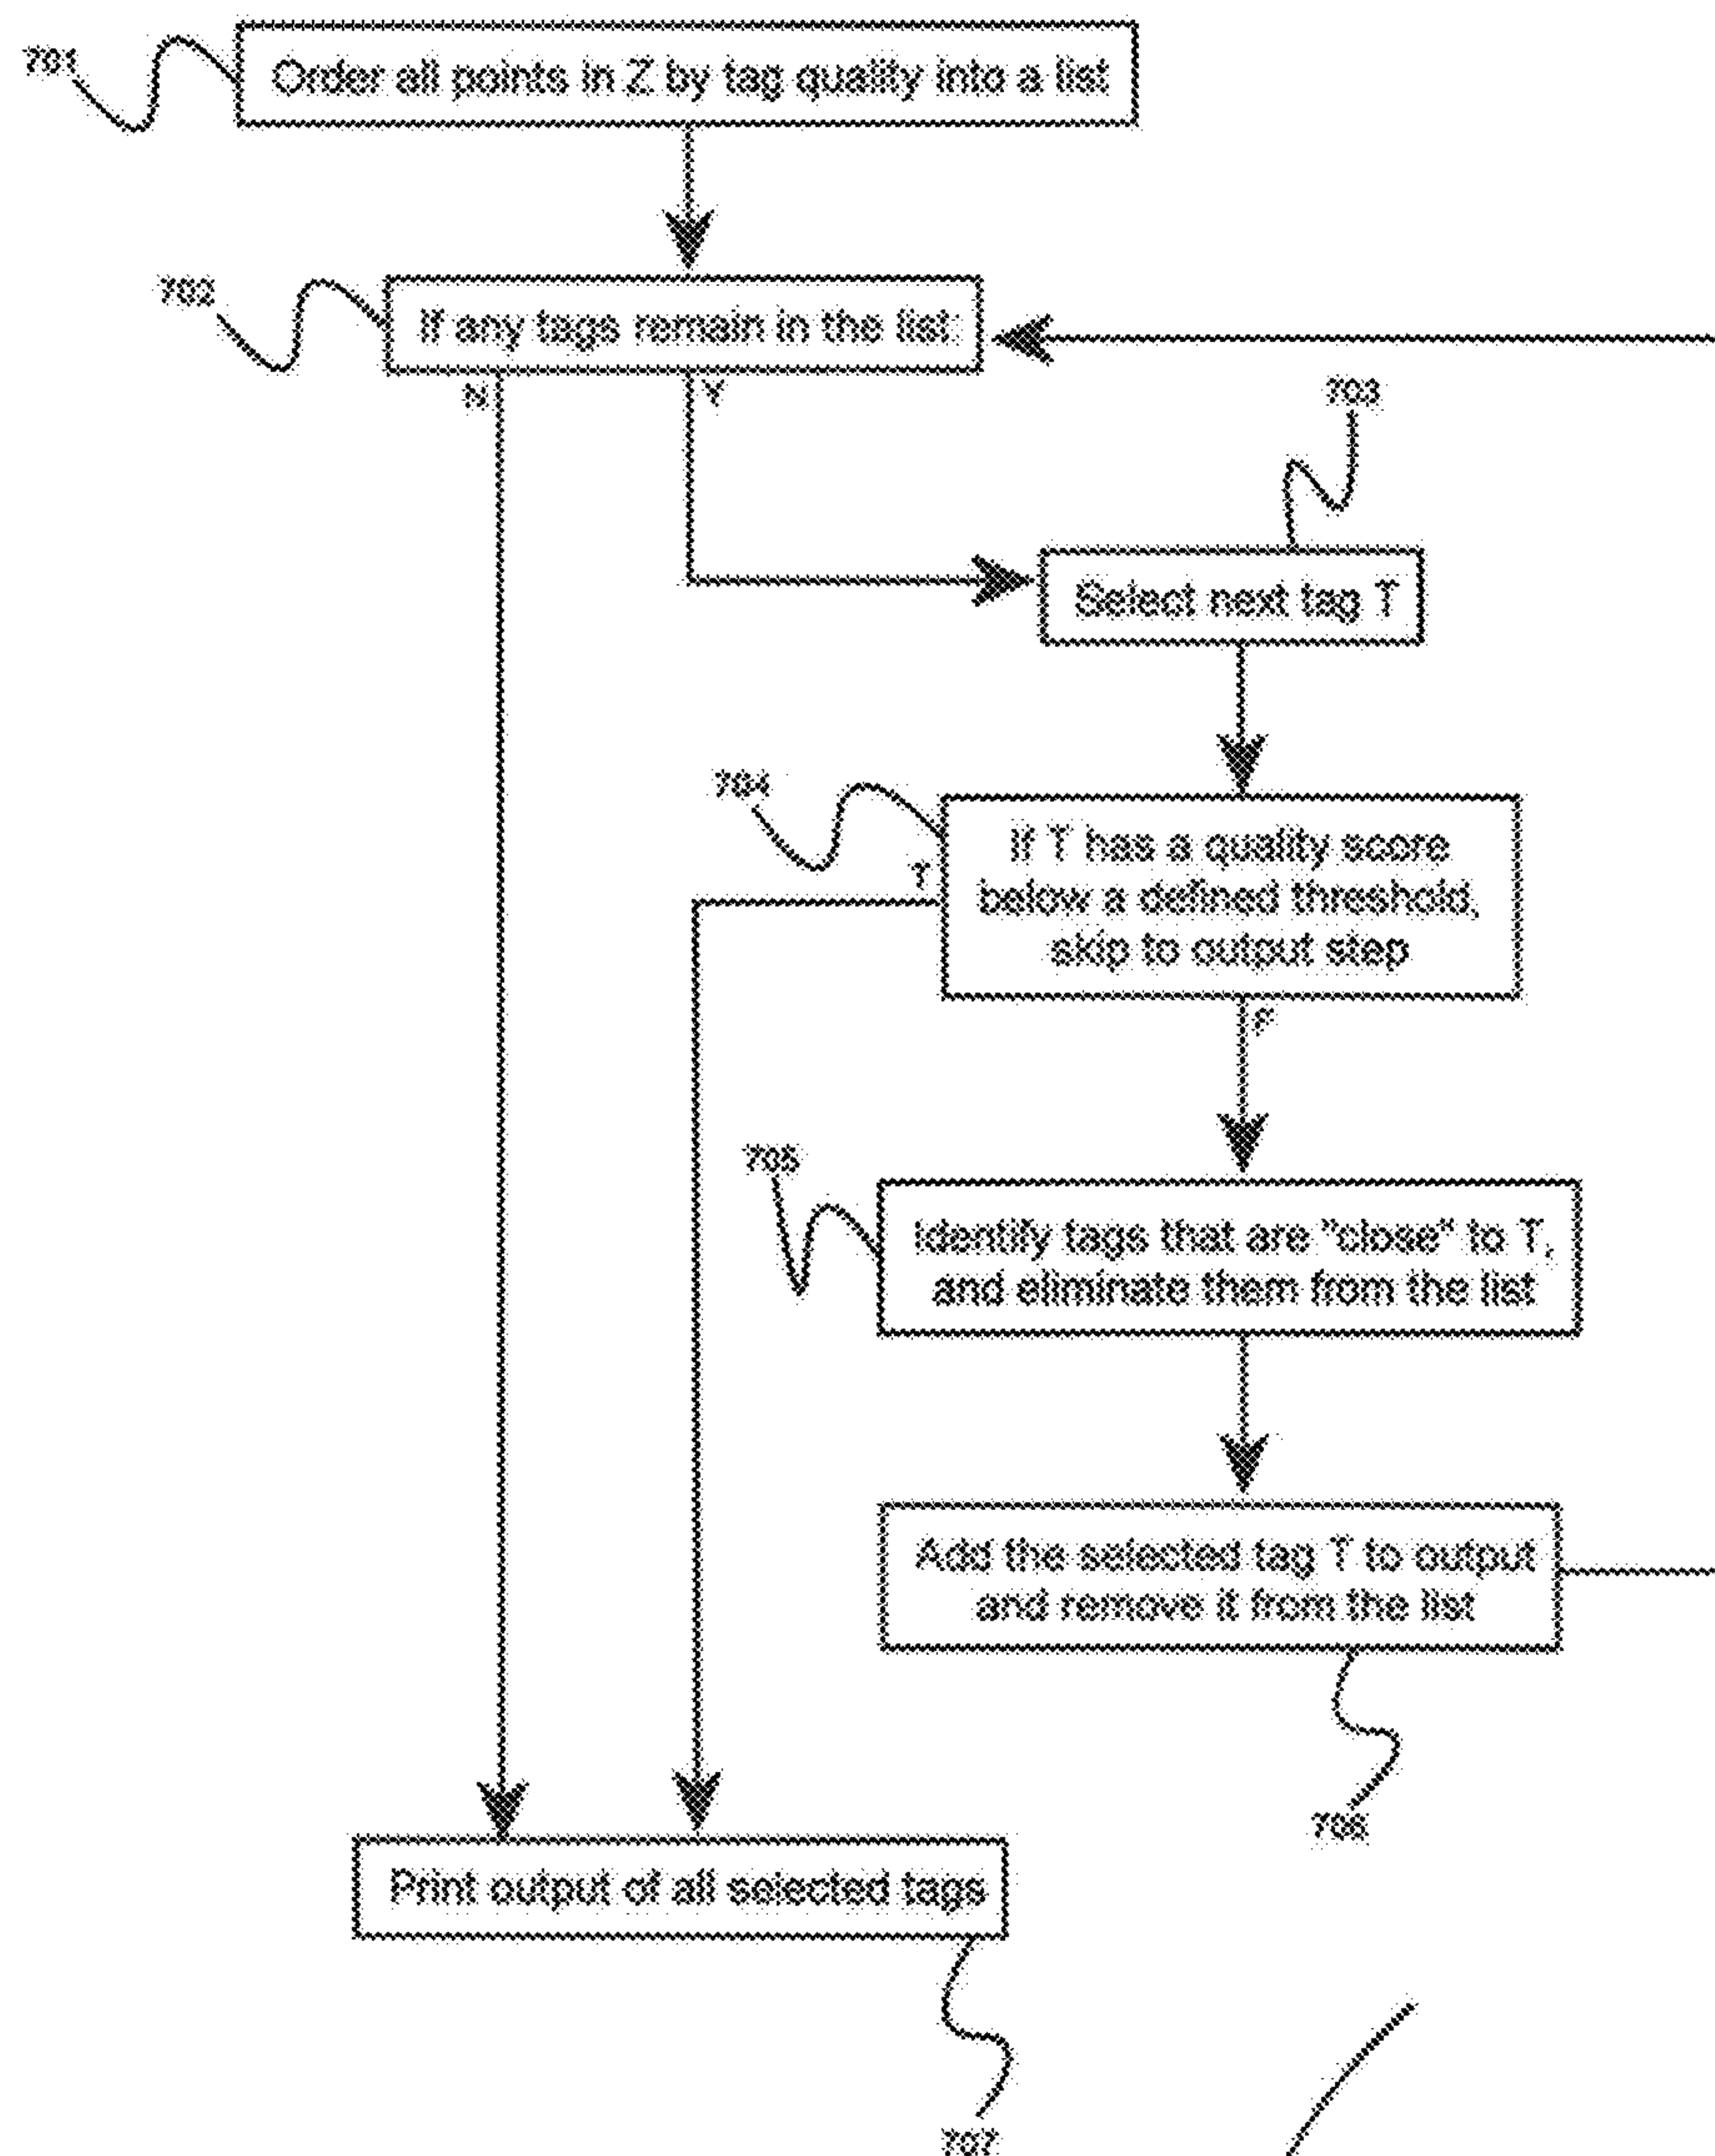 701
Order all points in Z by tag quality into a list
702
If any tags remain in the list:
N
Y
703
Select next tag T
704
T
If T has a quality score
below a defined threshold,
skip to output step
F
705
Identify tags that are "close" to T,
and eliminate them from the list
Add the selected tag T to output
and remove it from the list
706
Print output of all selected tags
707